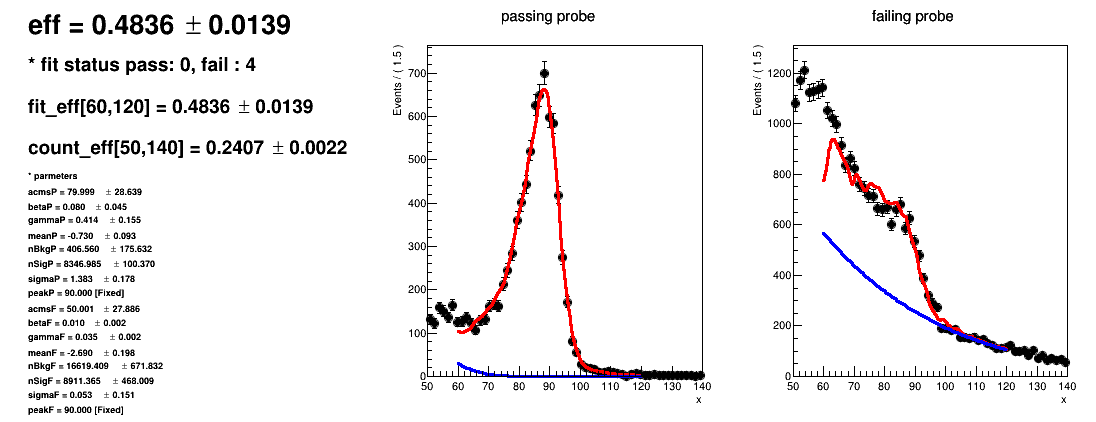 eff = 0.4836 ± 0.0139
* fit status pass: 0, fail : 4
fit_eff[60,120] = 0.4836 ± 0.0139
count_eff[50,140] = 0.2407 ± 0.0022
* parmeters
acmsP = 79.999 ± 28.639
betaP = 0.080 ± 0.045
gammaP = 0.414 ± 0.155
meanP = -0.730 ± 0.093
nBkgP = 406.560 ± 175.632
nSigP = 8346.985 ± 100.370
sigmaP = 1.383 ± 0.178
peakP = 90.000 [Fixed]
acmsF = 50.001 ± 27.886
betaF = 0.010 ± 0.002
gammaF = 0.035 ± 0.002
meanF = -2.690 ± 0.198
nBkgF = 16619.409 ± 671.832
nSigF = 8911.365 ± 468.009
sigmaF = 0.053 ± 0.151
peakF = 90.000 [Fixed]
passing probe
Events / ( 1.5 )
700
600
500
400
300
200
100
0
50 60 70 80 90 100 110 120 130 140
x
failing probe
Events / ( 1.5 )
1200
1000
800
600
400
200
0
50 60 70 80 90 100 110 120 130 140
x